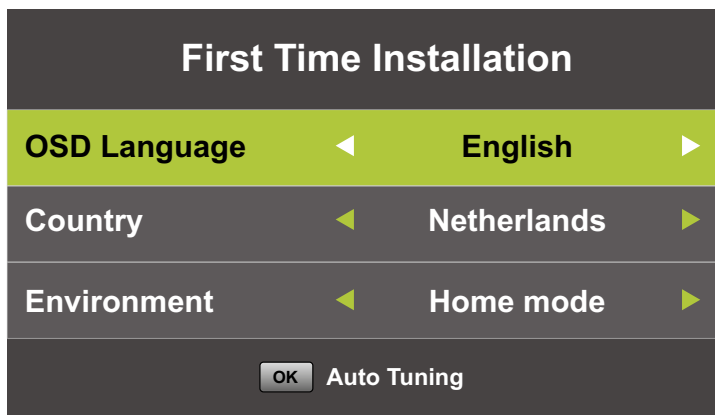 First Time Installation
OSD Language English
Country Netherlands
Environment Home mode
OK Auto Tuning